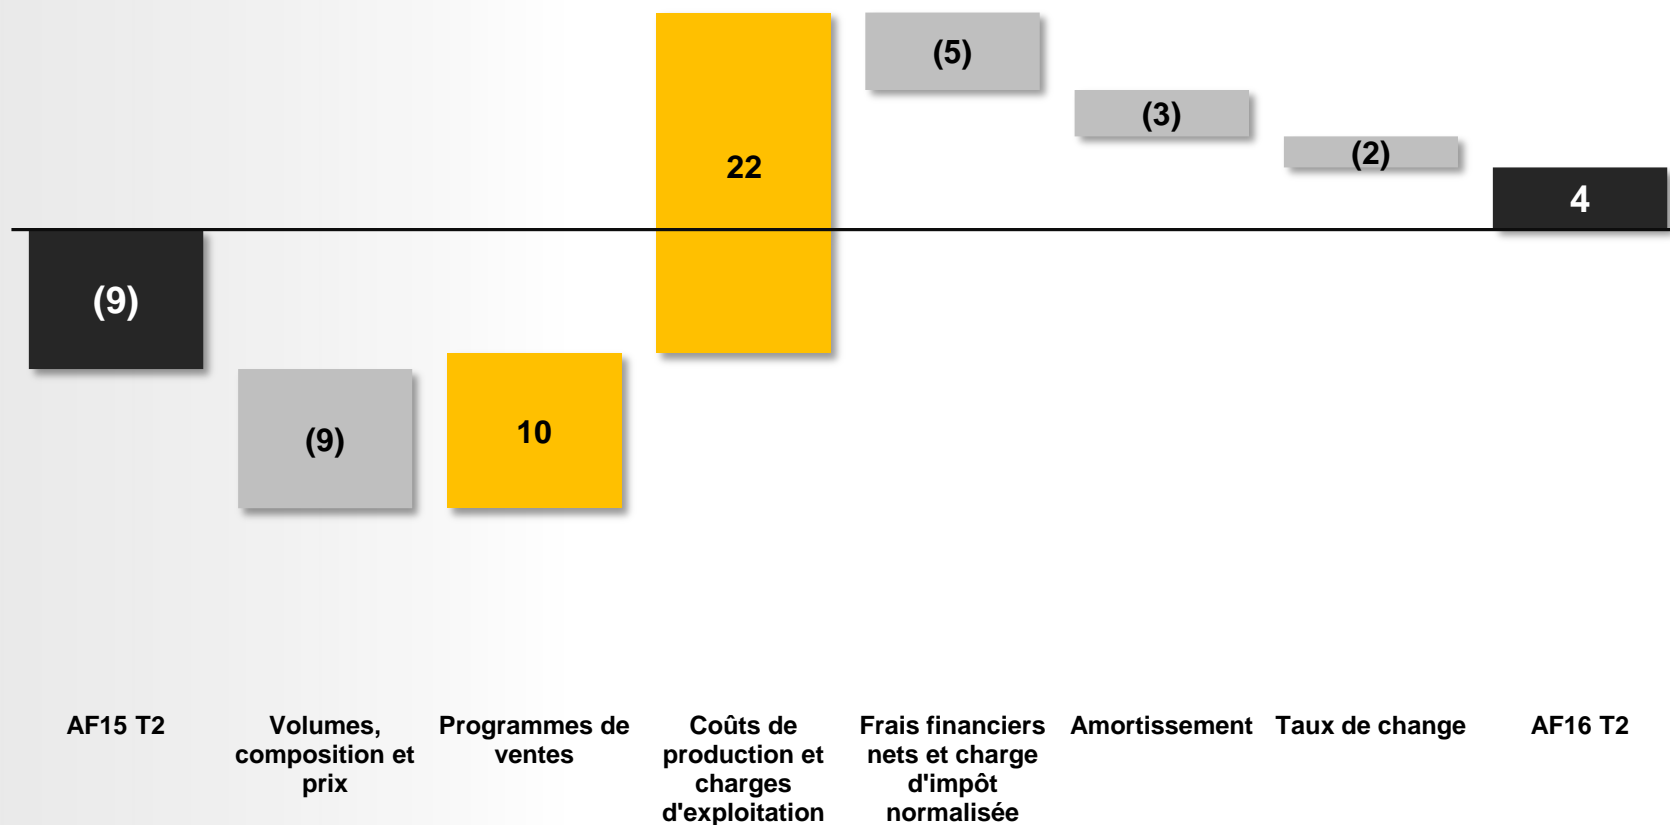 (9)
(9)
10
22
(5)
(3)
(2)
4
AF15 T2
Volumes,
composition et
prix
Programmes de
ventes
Coûts de
production et
charges
d'exploitation
Frais financiers
nets et charge
d'impôt
normalisée
Amortissement
Taux de change
AF16 T2